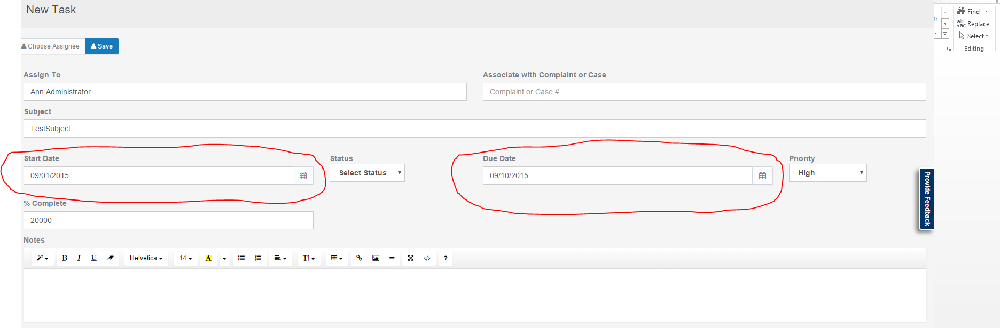 New Task
Find
Replace
Select
Editing
Choose Assignee
Save
Assign To
Associate with Complaint or Case
Ann Administrator
Complaint or Case #
Subject
TestSubject
Start Date
Status
Due Date
Priority
09/01/2015
Select Status
09/10/2015
High
Provide Feedback
% Complete
20000
Notes
B I U Helvetica 14 A TI </> ?